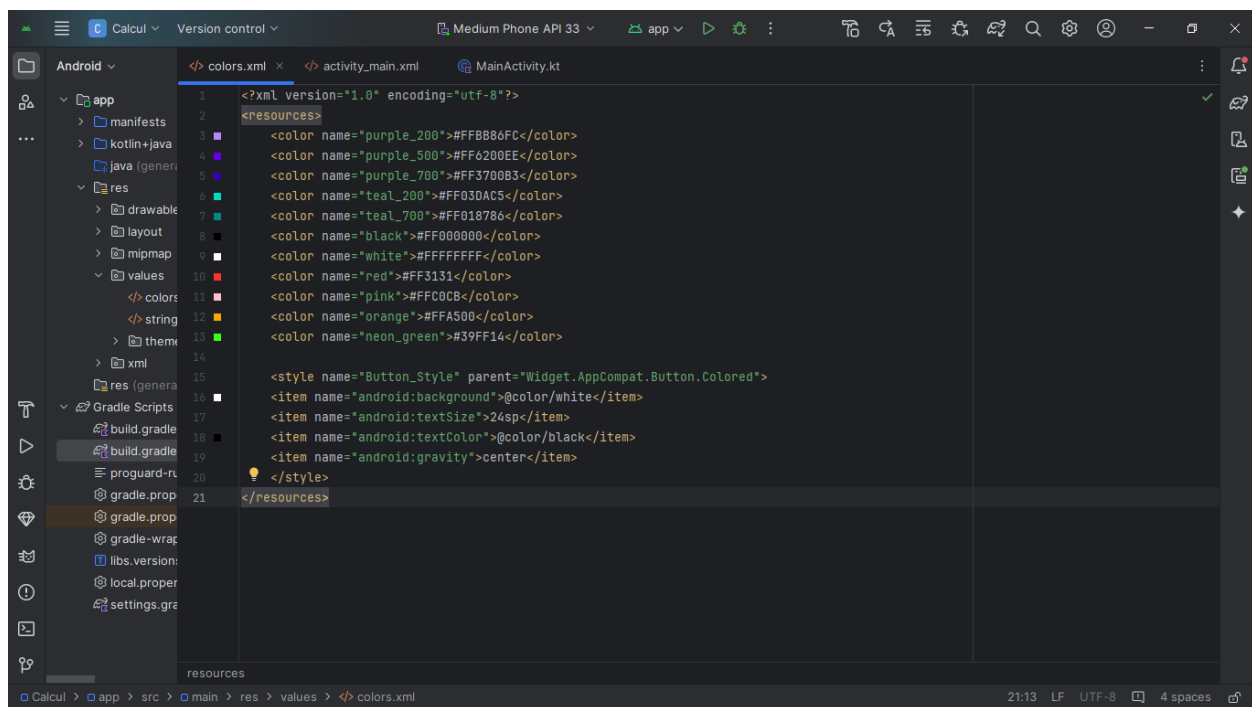 C Calcul Version control Medium Phone API 33 app
Android colors.xml activity_main.xml MainActivity.kt
app
manifests
kotlin+java
java (genera
res
drawable
layout
mipmap
values
colors
string
theme
xml
res (genera
Gradle Scripts
build.gradle
build.gradle
proguard-ru
gradle.prop
gradle.prop
gradle-wrap
libs.version
local.proper
settings.gra
1 <?xml version="1.0" encoding="utf-8"?>
2 <resources>
3 <color name="purple_200">#FFBB86FC</color>
4 <color name="purple_500">#FF6200EE</color>
5 <color name="purple_700">#FF3700B3</color>
6 <color name="teal_200">#FF03DAC5</color>
7 <color name="teal_700">#FF018786</color>
8 <color name="black">#FF000000</color>
9 <color name="white">#FFFFFFFF</color>
10 <color name="red">#FF3131</color>
11 <color name="pink">#FFC0CB</color>
12 <color name="orange">#FFA500</color>
13 <color name="neon_green">#39FF14</color>
14
15 <style name="Button_Style" parent="Widget.AppCompat.Button.Colored">
16 <item name="android:background">@color/white</item>
17 <item name="android:textSize">24sp</item>
18 <item name="android:textColor">@color/black</item>
19 <item name="android:gravity">center</item>
20 </style>
21 </resources>
resources
Calcul > app > src > main > res > values > colors.xml 21:13 LF UTF-8 4 spaces